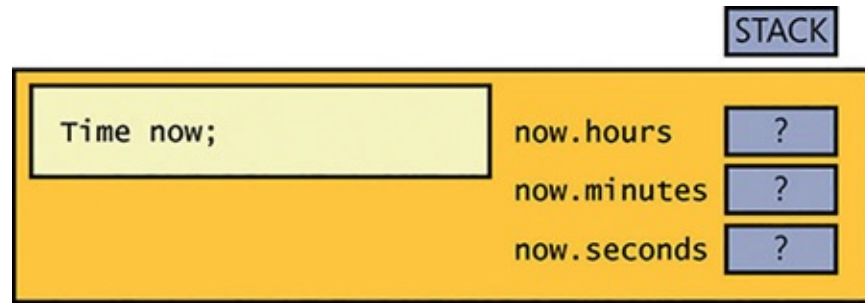 STACK
Time now; now.hours ?
now.minutes ?
now.seconds ?